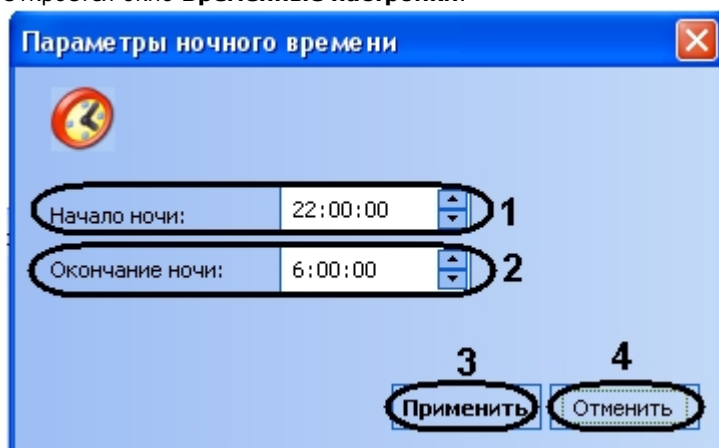 Откроется окно Временные настройки.
Параметры ночного времени
Начало ночи: 22:00:00 1
Окончание ночи: 6:00:00 2
3 4
Применить Отменить